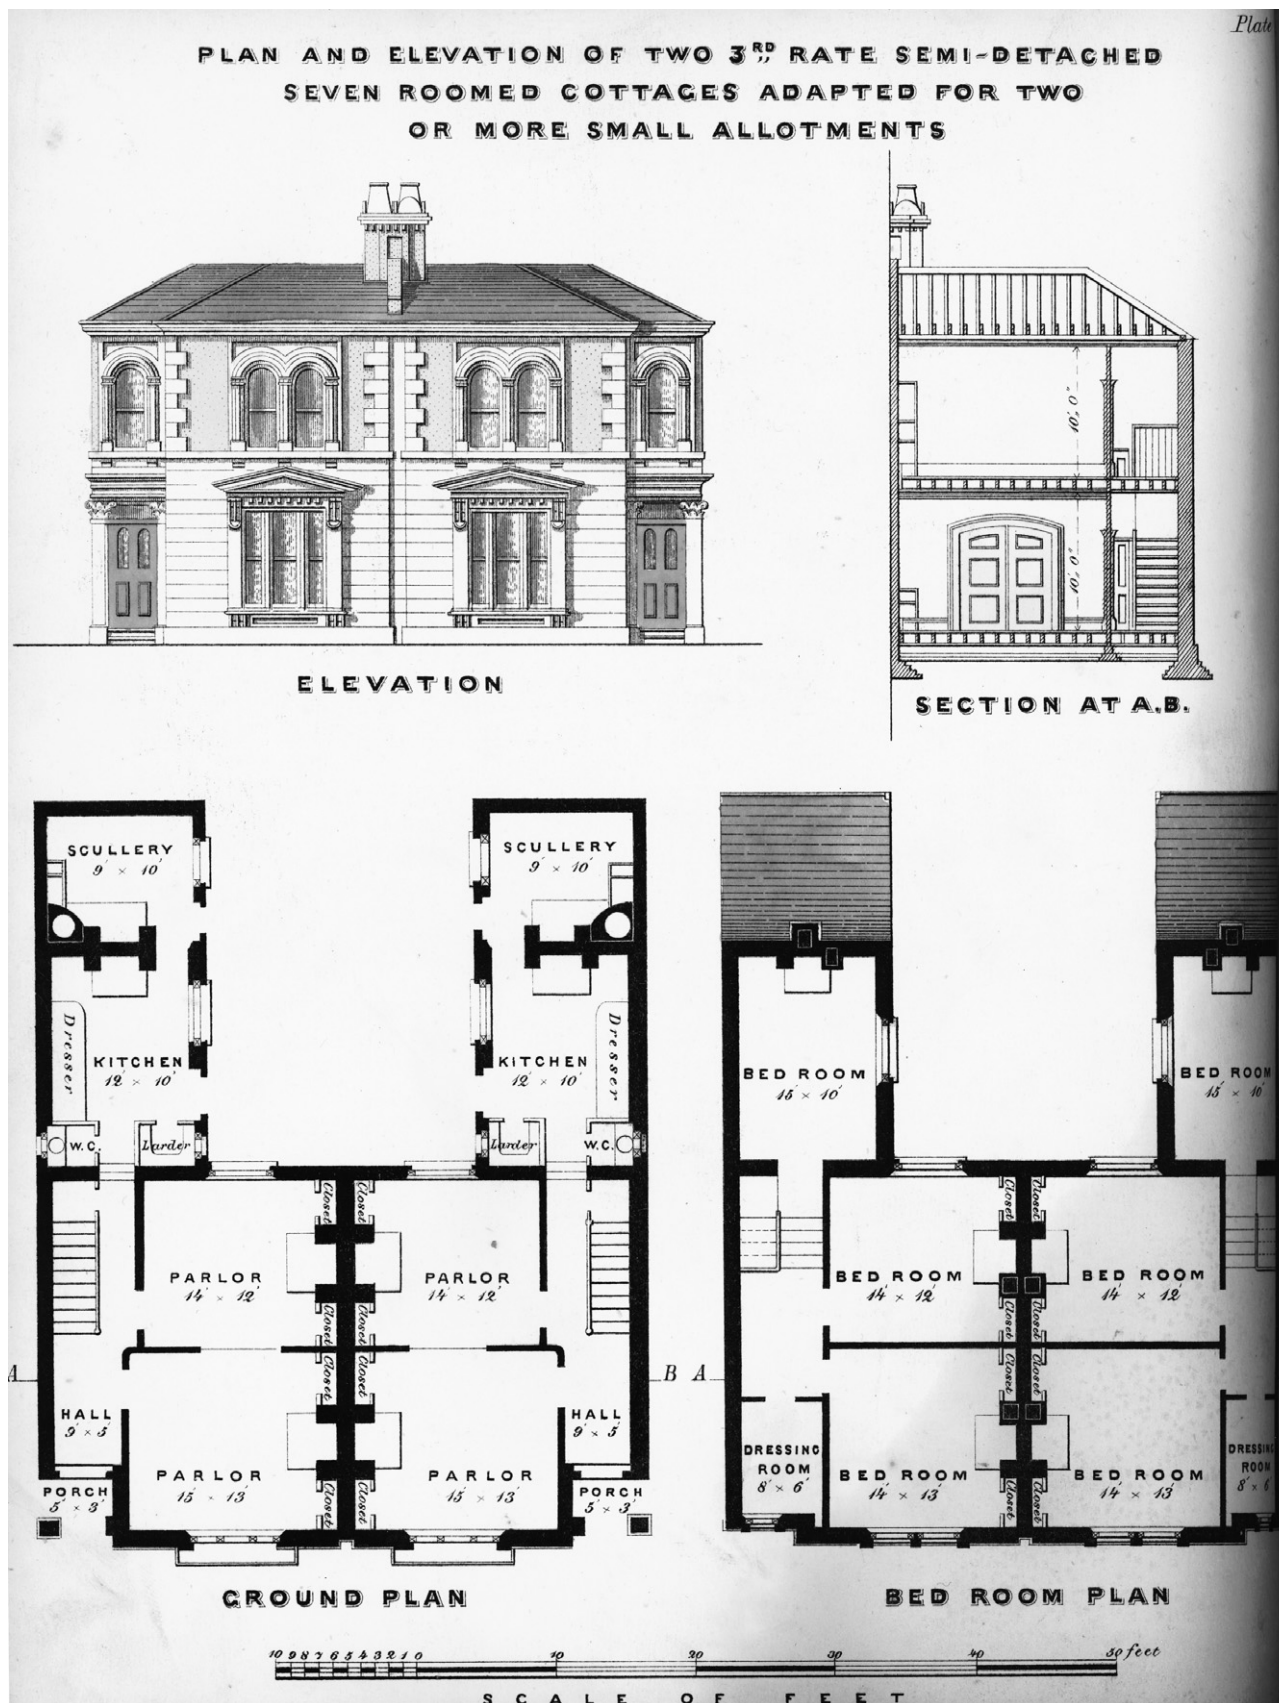 Plate
PLAN AND ELEVATION OF TWO 3RD RATE SEMI-DETACHED
SEVEN ROOMED COTTAGES ADAPTED FOR TWO
OR MORE SMALL ALLOTMENTS
10', 0"
10', 0"
ELEVATION
SECTION AT A.B.
SCULLERY
9' × 10'
SCULLERY
9' × 10'
Dresser
KITCHEN
12' × 10'
KITCHEN
12' × 10'
Dresser
BED ROOM
15' × 10'
BED ROOM
15' × 10'
W.C.
Larder
Larder
W.C.
Closet
Closet
Closet
Closet
PARLOR
14' × 12'
PARLOR
14' × 12'
BED ROOM
14' × 12'
BED ROOM
14' × 12'
Closet
Closet
Closet
Closet
Closet
Closet
Closet
Closet
A
B
A
HALL
9' × 5'
HALL
9' × 5'
PARLOR
15' × 13'
PARLOR
15' × 13'
PORCH
5' × 3'
PORCH
5' × 3'
Closet
Closet
DRESSING
ROOM
8' × 6'
BED ROOM
14' × 13'
BED ROOM
14' × 13'
DRESSING
ROOM
8' × 6
Closet
Closet
GROUND PLAN
BED ROOM PLAN
10 9 8 7 6 5 4 3 2 1 0 10 20 30 40 50 feet
SCALE OF FEET